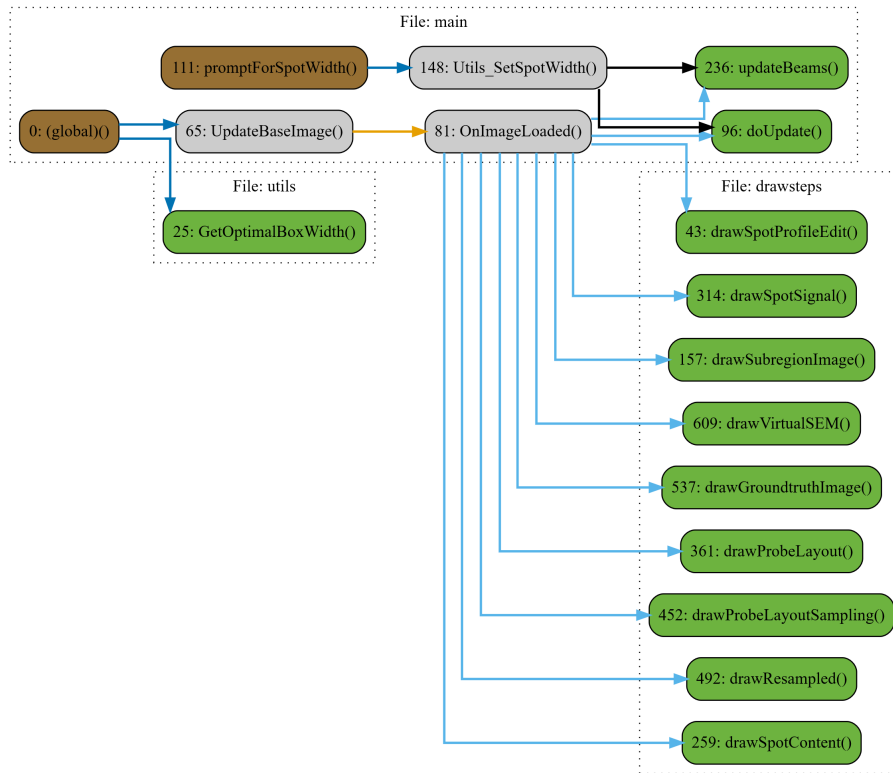 File: main
111: promptForSpotWidth()
148: Utils_SetSpotWidth()
236: updateBeams()
0: (global)()
65: UpdateBaseImage()
81: OnImageLoaded()
96: doUpdate()
File: utils
File: drawsteps
25: GetOptimalBoxWidth()
43: drawSpotProfileEdit()
314: drawSpotSignal()
157: drawSubregionImage()
609: drawVirtualSEM()
537: drawGroundtruthImage()
361: drawProbeLayout()
452: drawProbeLayoutSampling()
492: drawResampled()
259: drawSpotContent()